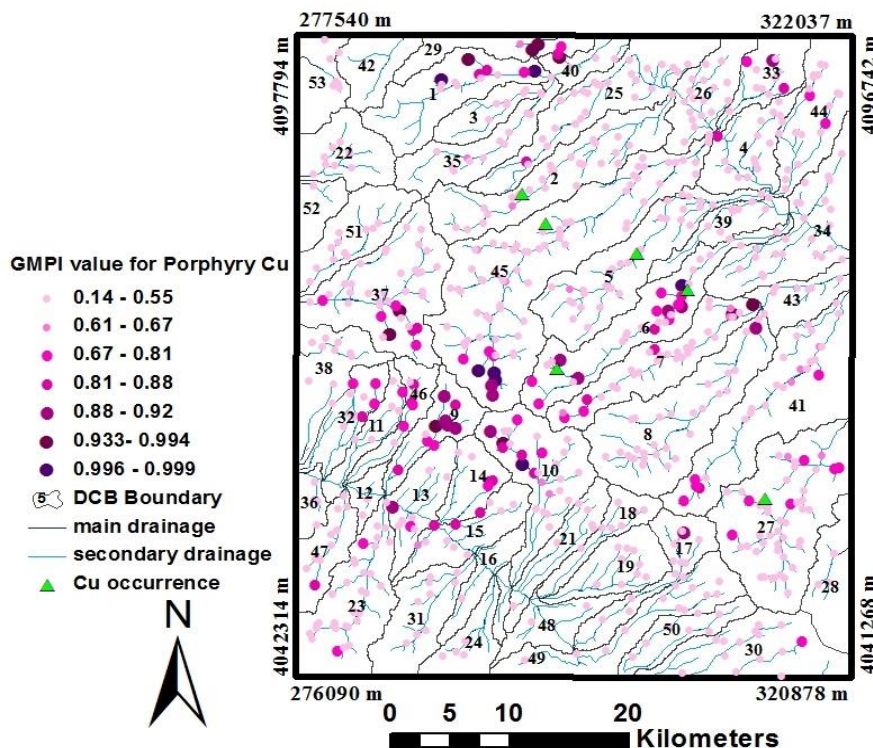 277540 m
322037 m
4097794 m
4096742 m
53
42
29
1
40
33
25
26
44
3
4
22
35
2
52
51
39
34
45
5
GMPI value for Porphyry Cu
0.14 - 0.55
0.61 - 0.67
0.67 - 0.81
0.81 - 0.88
0.88 - 0.92
0.933- 0.994
0.996 - 0.999
5 DCB Boundary
main drainage
secondary drainage
Cu occurrence
37
43
6
7
38
46
32
11
9
41
8
36
12
13
14
10
15
18
27
47
16
21
17
19
28
23
31
24
48
49
50
30
4042314 m
4041268 m
276090 m
320878 m
N
0 5 10 20
Kilometers